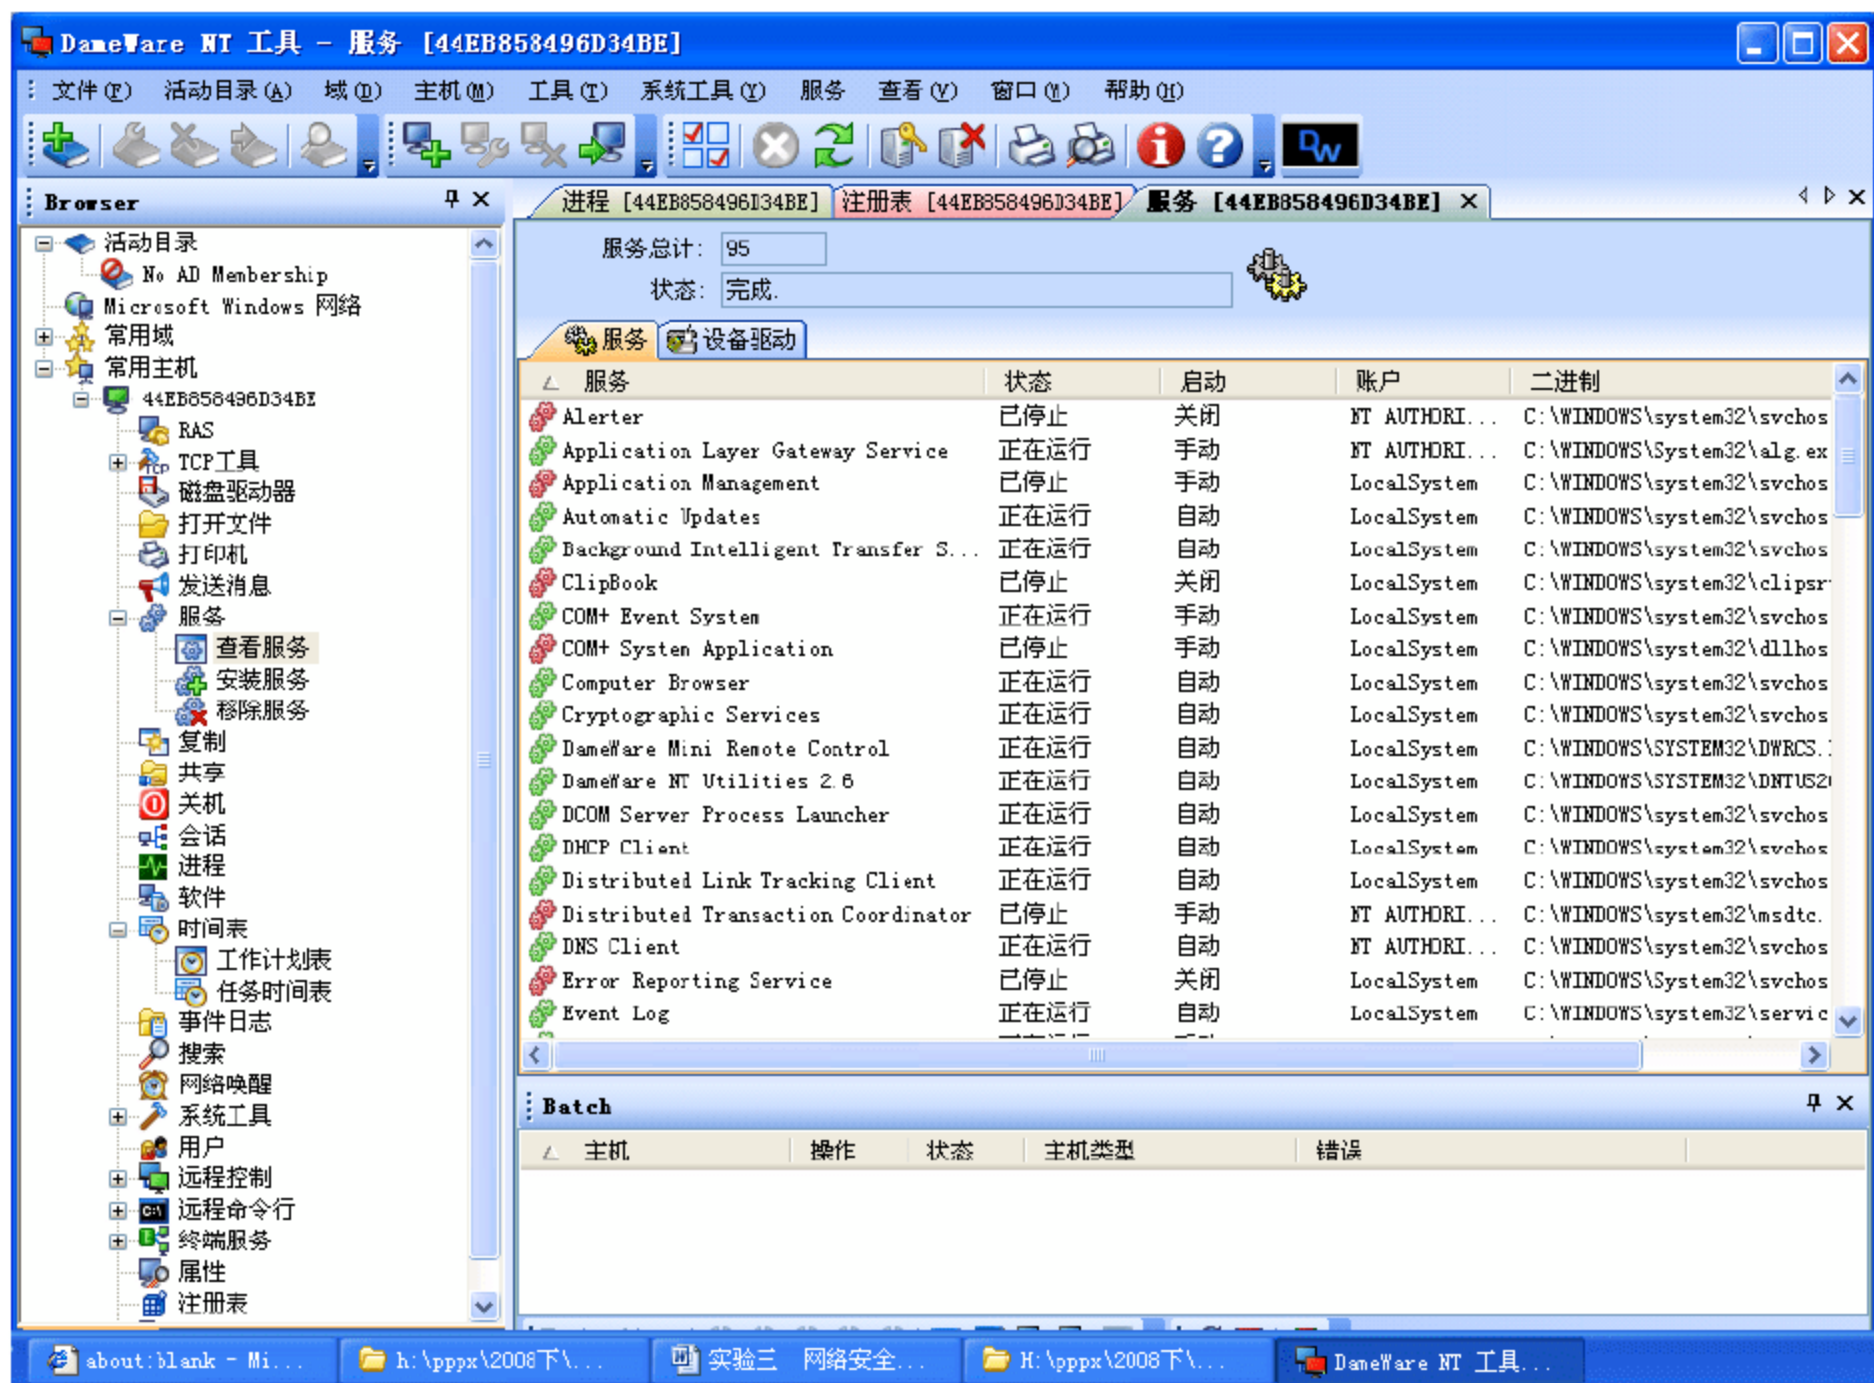 DameWare NT 工具 - 服务 [44EB858496D34BE]
文件(F) 活动目录(A) 域(D) 主机(M) 工具(T) 系统工具(Y) 服务 查看(V) 窗口(W) 帮助(H)
Browser
活动目录
No AD Membership
Microsoft Windows 网络
常用域
常用主机
44EB858496D34BE
RAS
TCP工具
磁盘驱动器
打开文件
打印机
发送消息
服务
查看服务
安装服务
移除服务
复制
共享
关机
会话
进程
软件
时间表
工作计划表
任务时间表
事件日志
搜索
网络唤醒
系统工具
用户
远程控制
远程命令行
终端服务
属性
注册表
进程 [44EB858496D34BE] 注册表 [44EB858496D34BE] 服务 [44EB858496D34BE]
服务总计: 95
状态: 完成.
服务 设备驱动
服务 状态 启动 账户 二进制
Alerter 已停止 关闭 NT AUTHORI... C:\WINDOWS\system32\svchos
Application Layer Gateway Service 正在运行 手动 NT AUTHORI... C:\WINDOWS\System32\alg.ex
Application Management 已停止 手动 LocalSystem C:\WINDOWS\system32\svchos
Automatic Updates 正在运行 自动 LocalSystem C:\WINDOWS\system32\svchos
Background Intelligent Transfer S... 正在运行 自动 LocalSystem C:\WINDOWS\system32\svchos
ClipBook 已停止 关闭 LocalSystem C:\WINDOWS\system32\clipsr
COM+ Event System 正在运行 手动 LocalSystem C:\WINDOWS\system32\svchos
COM+ System Application 已停止 手动 LocalSystem C:\WINDOWS\system32\dllhos
Computer Browser 正在运行 自动 LocalSystem C:\WINDOWS\system32\svchos
Cryptographic Services 正在运行 自动 LocalSystem C:\WINDOWS\system32\svchos
DameWare Mini Remote Control 正在运行 自动 LocalSystem C:\WINDOWS\SYSTEM32\DWRCS.
DameWare NT Utilities 2.6 正在运行 自动 LocalSystem C:\WINDOWS\SYSTEM32\DNTUS2
DCOM Server Process Launcher 正在运行 自动 LocalSystem C:\WINDOWS\system32\svchos
DHCP Client 正在运行 自动 LocalSystem C:\WINDOWS\system32\svchos
Distributed Link Tracking Client 正在运行 自动 LocalSystem C:\WINDOWS\system32\svchos
Distributed Transaction Coordinator 已停止 手动 NT AUTHORI... C:\WINDOWS\system32\msdtc.
DNS Client 正在运行 自动 NT AUTHORI... C:\WINDOWS\system32\svchos
Error Reporting Service 已停止 关闭 LocalSystem C:\WINDOWS\System32\svchos
Event Log 正在运行 自动 LocalSystem C:\WINDOWS\system32\servic
Batch
主机 操作 状态 主机类型 错误
about:blank - Mi... h:\pppx\2008下\... 实验三 网络安全... H:\pppx\2008下\... DameWare NT 工具...